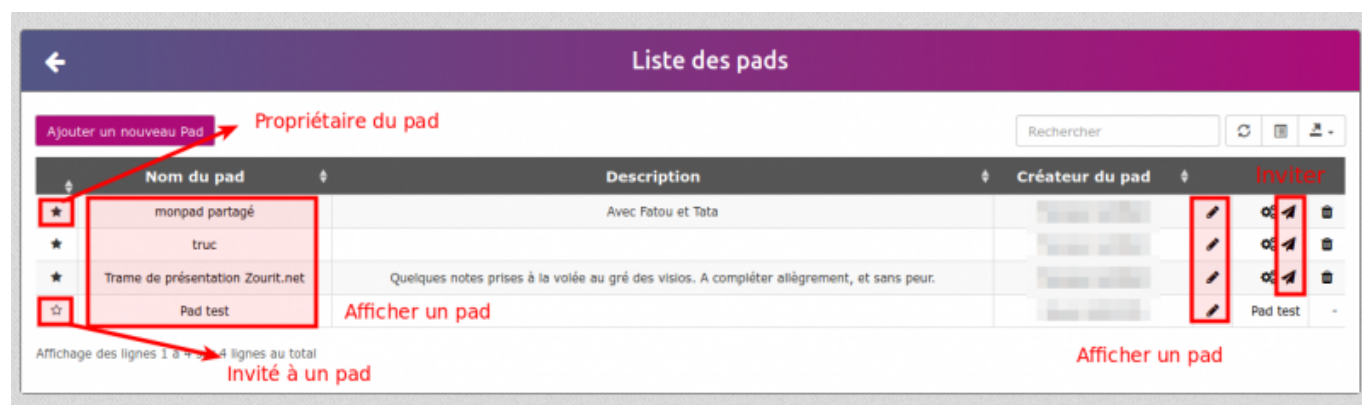 Liste des pads
Ajouter un nouveau Pad
Propriétaire du pad
Rechercher
Inviter
Nom du pad Description Créateur du pad
monpad partagé Avec Fatou et Tata
truc
Trame de présentation Zourit.net Quelques notes prises à la volée au gré des visios. A compléter allègrement, et sans peur.
Pad test Afficher un pad Pad test -
Affichage des lignes 1 à 4 4 lignes au total
Afficher un pad
Invité à un pad